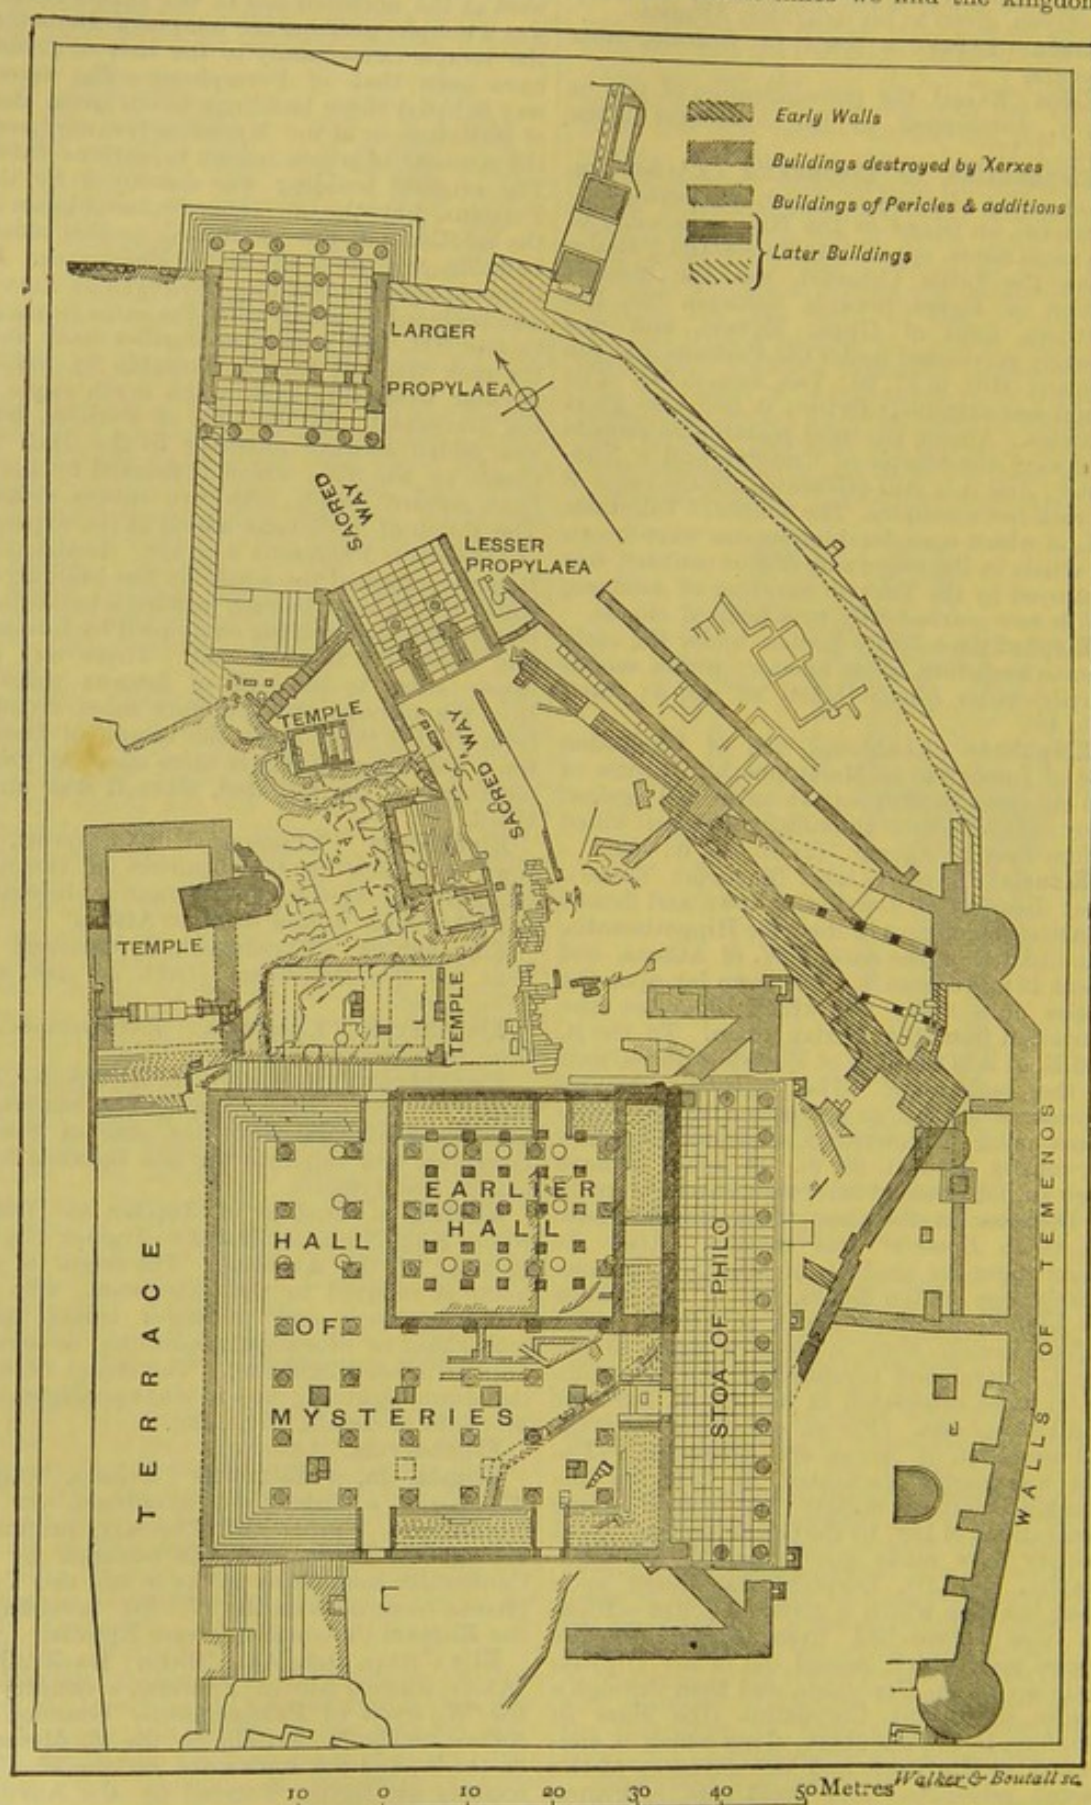 the kingdom
Early Walls
Buildings destroyed by Xerxes
Buildings of Pericles & additions
Later Buildings
LARGER
PROPYLAEA
SACRED
WAY
LESSER
PROPYLAEA
TEMPLE
SACRED WAY
TEMPLE
TEMPLE
EARLIER
HALL
HALL
OF
MYSTERIES
STOA OF PHILO
TERRACE
WALLS OF TEMENOS
10 0 10 20 30 40 50 Metres
Walker & Boutall sc.